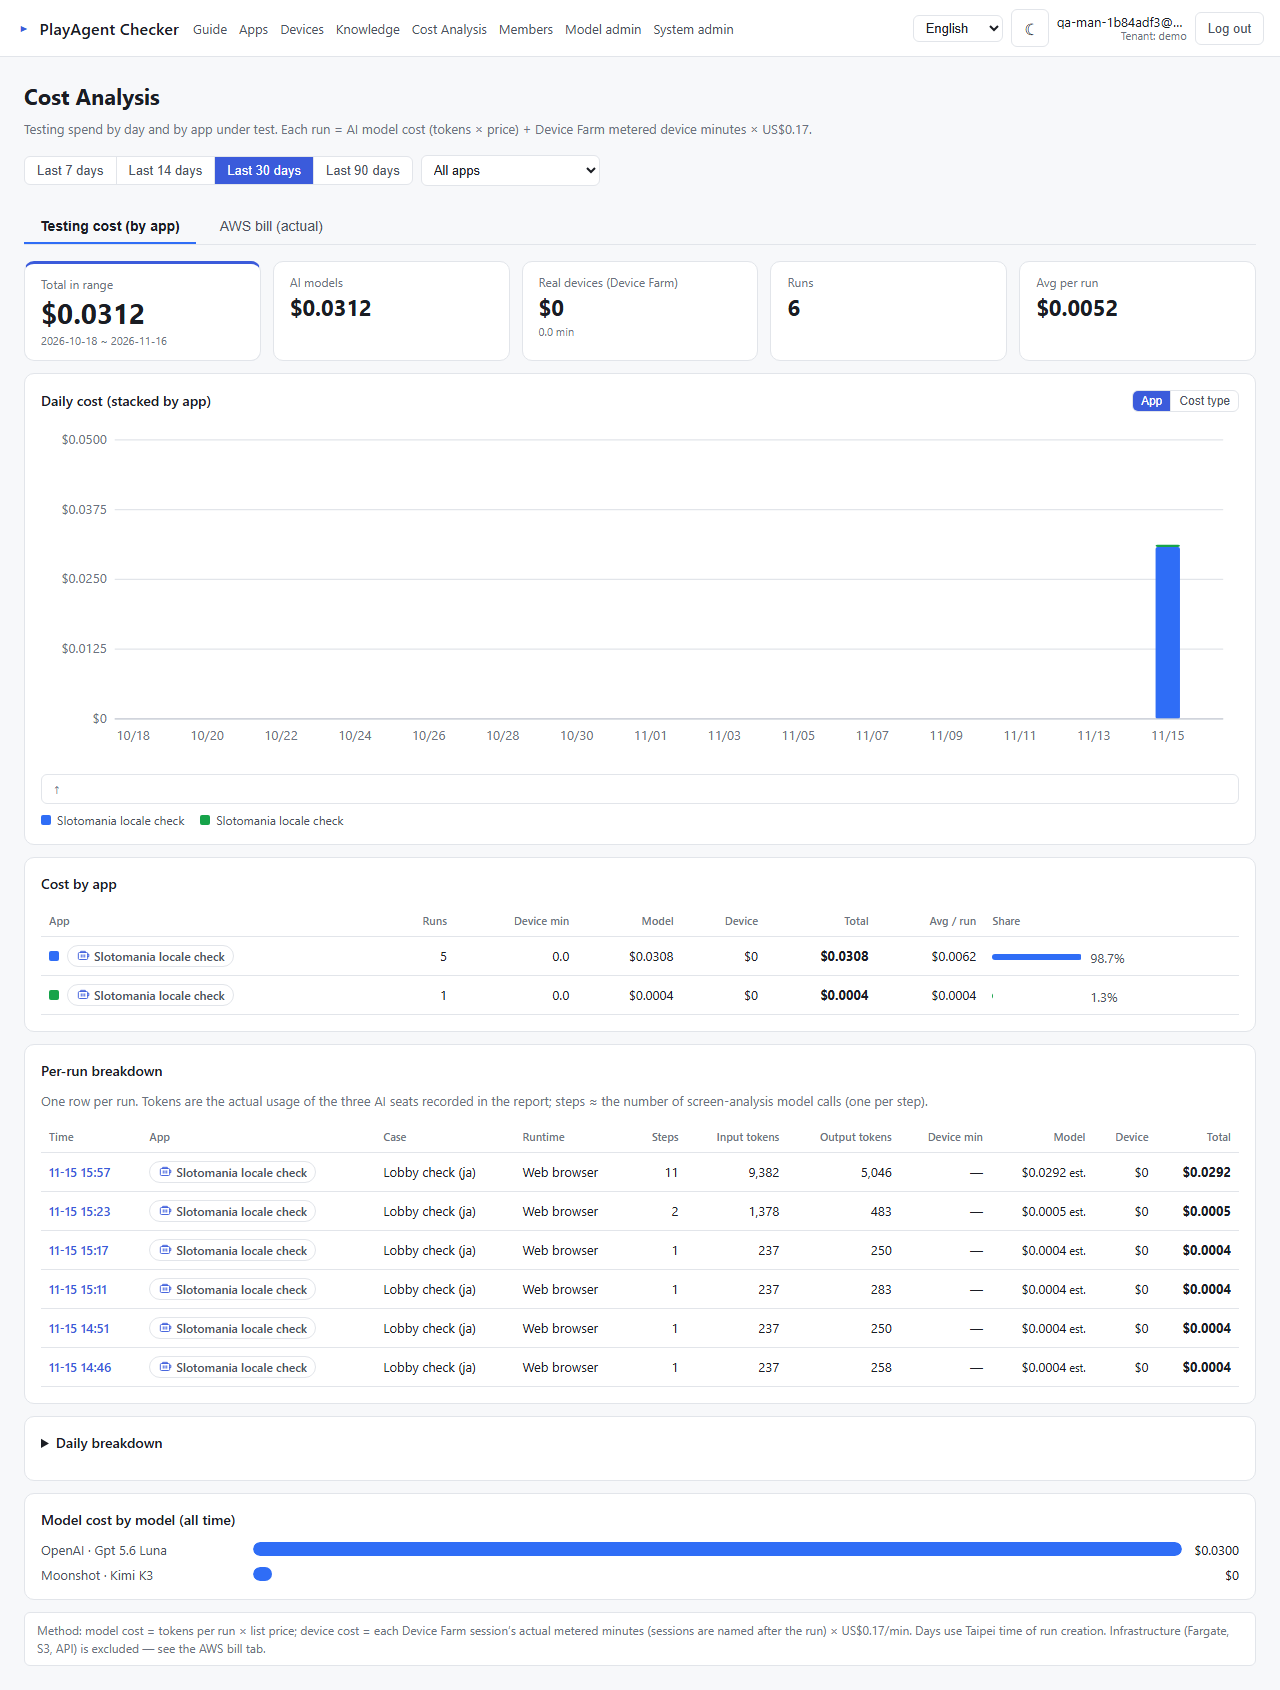 PlayAgent Checker Guide Apps Devices Knowledge Cost Analysis Members Model admin System admin English qa-man-1b84adf3@... Log out
Tenant: demo
Cost Analysis
Testing spend by day and by app under test. Each run = AI model cost (tokens × price) + Device Farm metered device minutes × US$0.17.
Last 7 days Last 14 days Last 30 days Last 90 days All apps
Testing cost (by app) AWS bill (actual)
Total in range
$0.0312
2026-10-18 ~ 2026-11-16
AI models
$0.0312
Real devices (Device Farm)
$0
0.0 min
Runs
6
Avg per run
$0.0052
Daily cost (stacked by app) App Cost type
$0.0500
$0.0375
$0.0250
$0.0125
$0
10/18 10/20 10/22 10/24 10/26 10/28 10/30 11/01 11/03 11/05 11/07 11/09 11/11 11/13 11/15
↑
Slotomania locale check Slotomania locale check
Cost by app
App Runs Device min Model Device Total Avg / run Share
Slotomania locale check 5 0.0 $0.0308 $0 $0.0308 $0.0062 98.7%
Slotomania locale check 1 0.0 $0.0004 $0 $0.0004 $0.0004 1.3%
Per-run breakdown
One row per run. Tokens are the actual usage of the three AI seats recorded in the report; steps ≈ the number of screen-analysis model calls (one per step).
Time App Case Runtime Steps Input tokens Output tokens Device min Model Device Total
11-15 15:57 Slotomania locale check Lobby check (ja) Web browser 11 9,382 5,046 — $0.0292 est. $0 $0.0292
11-15 15:23 Slotomania locale check Lobby check (ja) Web browser 2 1,378 483 — $0.0005 est. $0 $0.0005
11-15 15:17 Slotomania locale check Lobby check (ja) Web browser 1 237 250 — $0.0004 est. $0 $0.0004
11-15 15:11 Slotomania locale check Lobby check (ja) Web browser 1 237 283 — $0.0004 est. $0 $0.0004
11-15 14:51 Slotomania locale check Lobby check (ja) Web browser 1 237 250 — $0.0004 est. $0 $0.0004
11-15 14:46 Slotomania locale check Lobby check (ja) Web browser 1 237 258 — $0.0004 est. $0 $0.0004
Daily breakdown
Model cost by model (all time)
OpenAI · Gpt 5.6 Luna $0.0300
Moonshot · Kimi K3 $0
Method: model cost = tokens per run × list price; device cost = each Device Farm session's actual metered minutes (sessions are named after the run) × US$0.17/min. Days use Taipei time of run creation. Infrastructure (Fargate,
S3, API) is excluded — see the AWS bill tab.